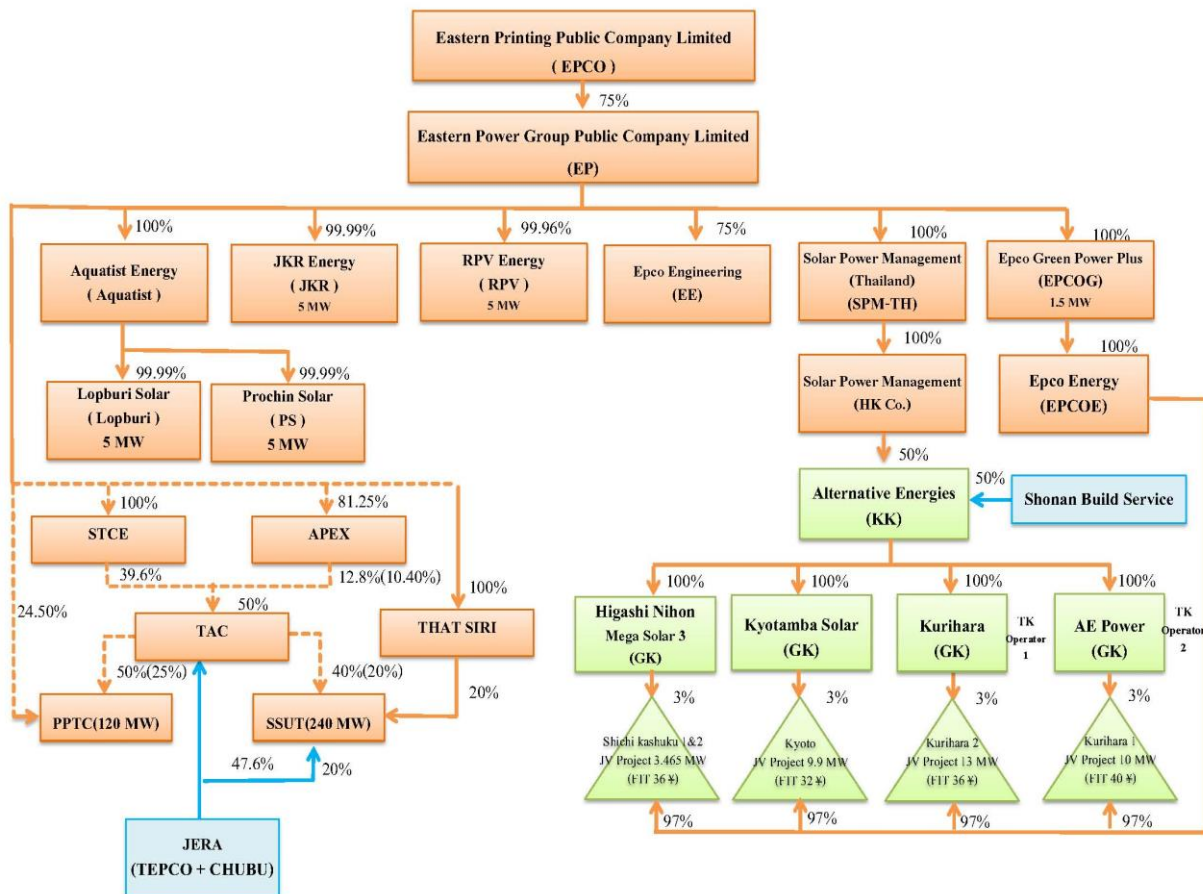 Eastern Printing Public Company Limited
( EPCO )
75%
Eastern Power Group Public Company Limited
(EP)
100%
99.99%
99.96%
75%
100%
100%
Aquatist Energy
( Aquatist )
JKR Energy
( JKR )
5 MW
RPV Energy
( RPV )
5 MW
Epco Engineering
(EE)
Solar Power Management
(Thailand)
(SPM-TH)
Epco Green Power Plus
(EPCOG)
1.5 MW
99.99%
99.99%
100%
100%
Lopburi Solar
( Lopburi )
5 MW
Prochin Solar
( PS )
5 MW
Solar Power Management
(HK Co.)
Epco Energy
(EPCOE)
50%
100%
81.25%
Alternative Energies
(KK)
50%
Shonan Build Service
STCE
APEX
39.6%
12.8%(10.40%)
24.50%
50%
100%
TAC
THAT SIRI
50%(25%)
40%(20%)
20%
PPTC(120 MW)
SSUT(240 MW)
47.6%
20%
JERA
(TEPCO + CHUBU)
100%
100%
100%
100%
Higashi Nihon
Mega Solar 3
(GK)
Kyotamba Solar
(GK)
Kurihara
(GK)
TK
Operator
1
AE Power
(GK)
TK
Operator
2
3%
3%
3%
3%
Shichi kashuku 1&2
JV Project 3.465 MW
(FIT 36 ¥)
Kyoto
JV Project 9.9 MW
(FIT 32 ¥)
Kurihara 2
JV Project 13 MW
(FIT 36 ¥)
Kurihara 1
JV Project 10 MW
(FIT 40 ¥)
97%
97%
97%
97%